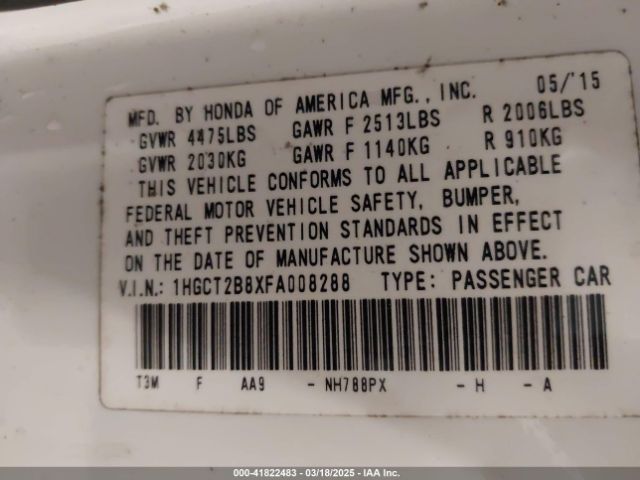 MFD. BY HONDA OF AMERICA MFG., INC. 05/'15
GVWR 4475LBS GAWR F 2513LBS R 2006LBS
GVWR 2030KG GAWR F 1140KG R 910KG
THIS VEHICLE CONFORMS TO ALL APPLICABLE
FEDERAL MOTOR VEHICLE SAFETY, BUMPER,
AND THEFT PREVENTION STANDARDS IN EFFECT
ON THE DATE OF MANUFACTURE SHOWN ABOVE.
V.I.N.: 1HGCT2B8XFA008288 TYPE: PASSENGER CAR
T3M F AA9 - NH788PX - H - A
000-41822483 - 03/18/2025 - IAA Inc.